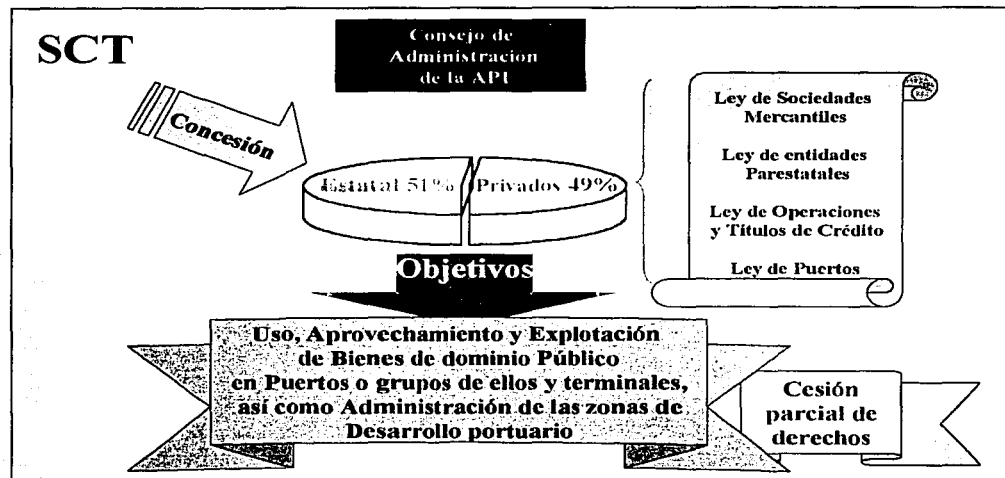 SCT
Consejo de
Administracion
de la API
Concesión
Estatal 51% Privados 49%
Ley de Sociedades
Mercantiles
Ley de entidades
Parestatales
Ley de Operaciones
y Títulos de Crédito
Ley de Puertos
Objetivos
Uso, Aprovechamiento y Explotación
de Bienes de dominio Público
en Puertos o grupos de ellos y terminales,
así como Administración de las zonas de
Desarrollo portuario
Cesión
parcial de
derechos